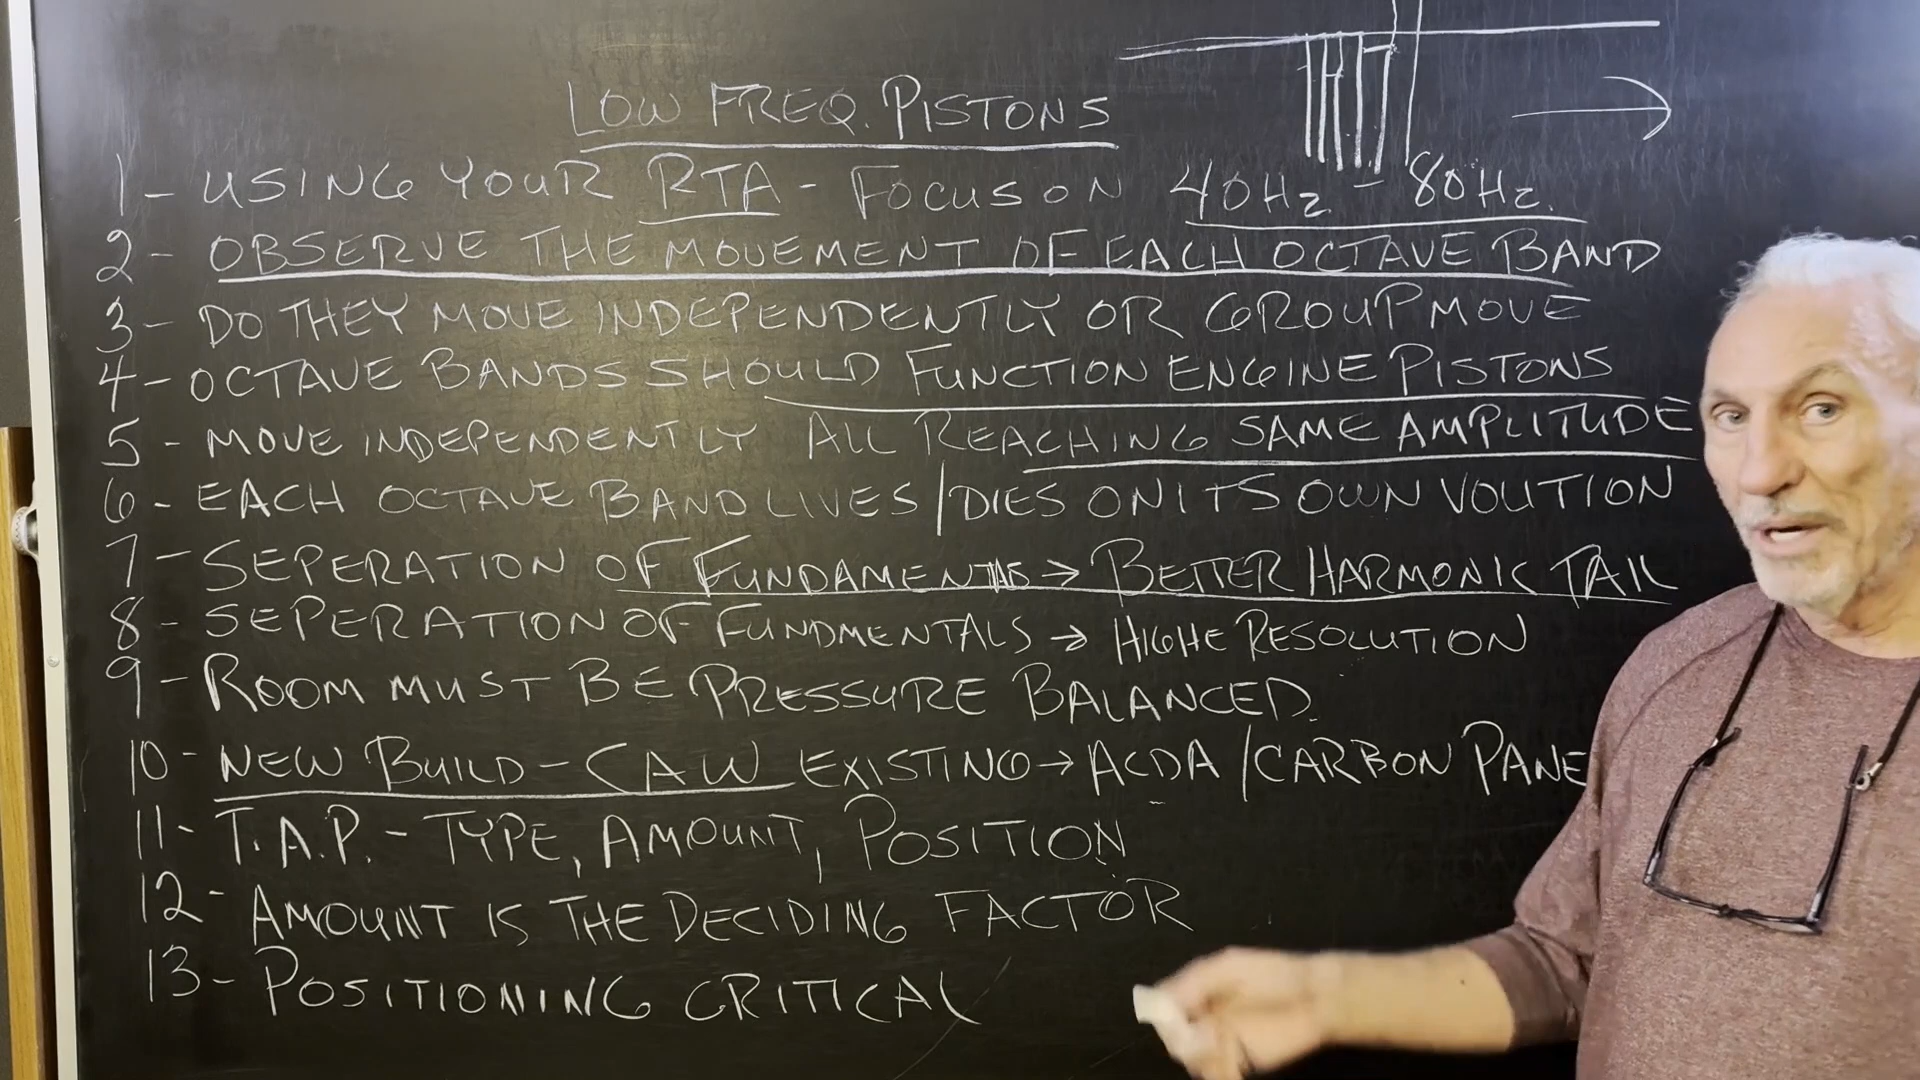 LOW FREQ. PISTONS
1 - USING YOUR RTA - FOCUS ON 40HZ. - 80HZ.
2 - OBSERVE THE MOVEMENT OF EACH OCTAVE BAND
3 - DO THEY MOVE INDEPENDENTLY OR GROUP MOVE
4 - OCTAVE BANDS SHOULD FUNCTION ENGINE PISTONS
5 - MOVE INDEPENDENTLY ALL REACHING SAME AMPLITUDE
6 - EACH OCTAVE BAND LIVES/DIES ON ITS OWN VOLITION
7 - SEPERATION OF FUNDAMENTALS → BETTER HARMONIC TAIL
8 - SEPERATION OF FUNDMENTALS → HIGHE RESOLUTION
9 - ROOM MUST BE PRESSURE BALANCED.
10 - NEW BUILD - CAW EXISTING → ACDA/CARBON PANE
11 - T.A.P. - TYPE, AMOUNT, POSITION
12 - AMOUNT IS THE DECIDING FACTOR
13 - POSITIONING CRITICAL